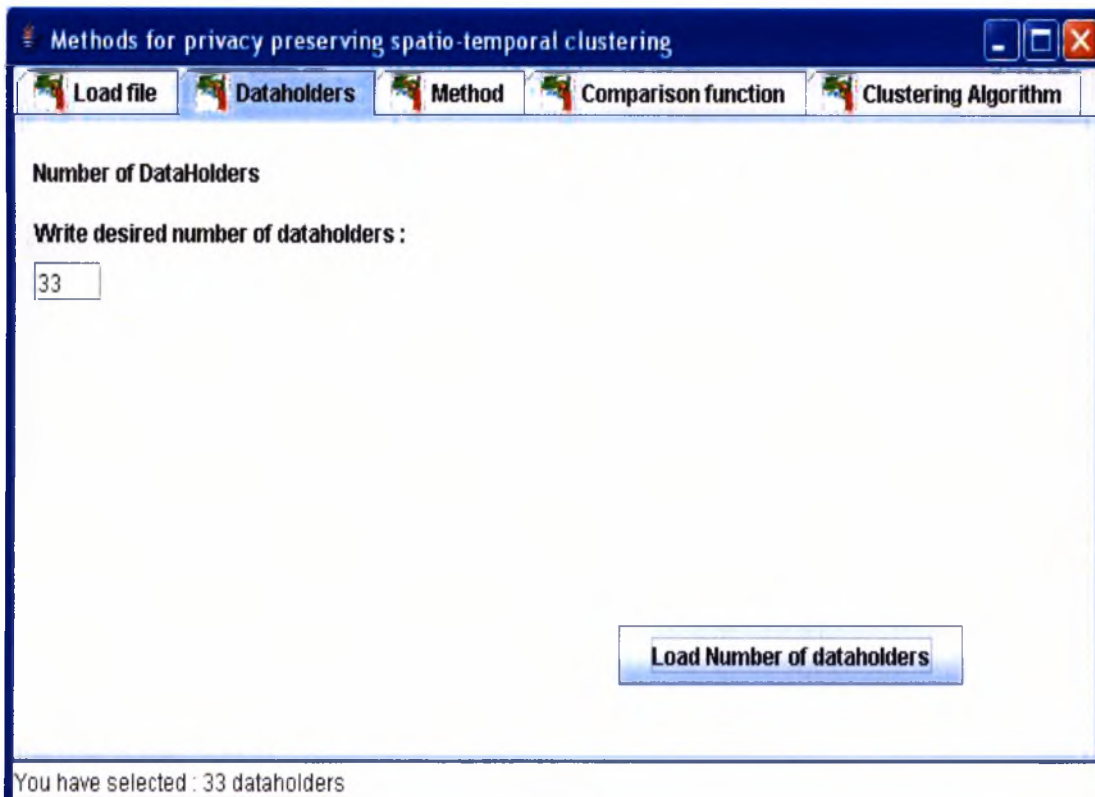 Methods for privacy preserving spatio-temporal clustering
Load file Dataholders Method Comparison function Clustering Algorithm
Number of DataHolders
Write desired number of dataholders :
33
Load Number of dataholders
You have selected : 33 dataholders